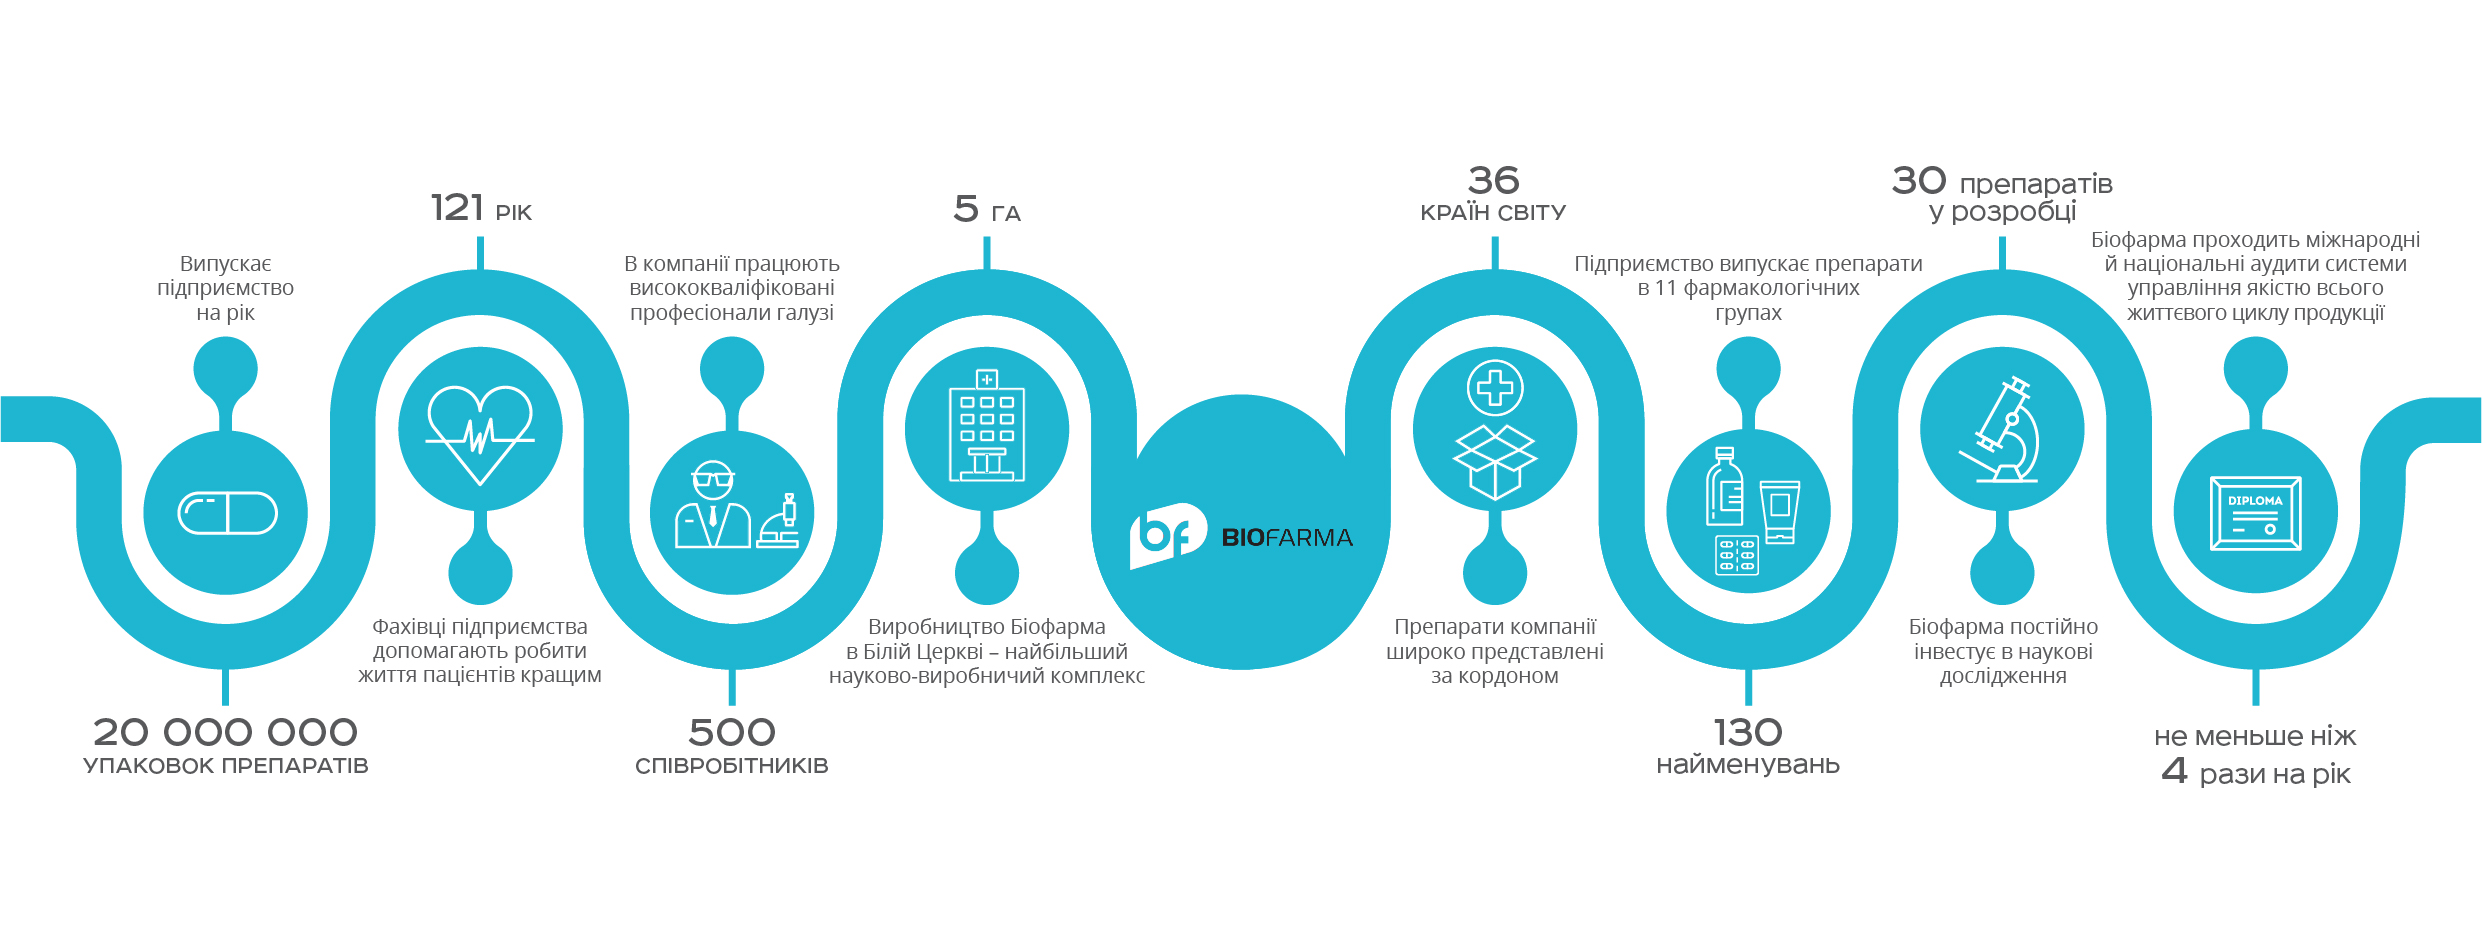 Випускає
підприємство
на рік
20 000 000
УПАКОВОК ПРЕПАРАТІВ
121 РІК
Фахівці підприємства
допомагають робити
життя пацієнтів кращим
В компанії працюють
висококваліфіковані
професіонали галузі
500
СПІВРОБІТНИКІВ
5 ГА
Виробництво Біофарма
в Білій Церкві – найбільший
науково-виробничий комплекс
bf BIOFARMA
36
КРАЇН СВІТУ
Препарати компанії
широко представлені
за кордоном
Підприємство випускає препарати
в 11 фармакологічних
групах
130
найменувань
30 препаратів
у розробці
Біофарма постійно
інвестує в наукові
дослідження
Біофарма проходить міжнародні
й національні аудити системи
управління якістю всього
життєвого циклу продукції
DIPLOMA
не меньше ніж
4 рази на рік